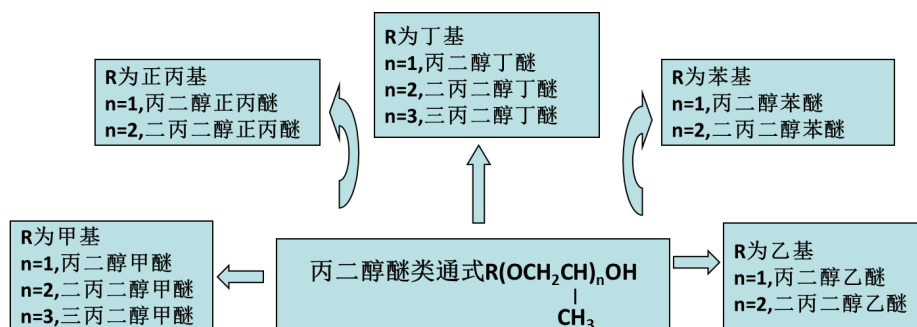 R为丁基
n=1,丙二醇丁醚
n=2,二丙二醇丁醚
n=3,三丙二醇丁醚
R为正丙基
n=1,丙二醇正丙醚
n=2,二丙二醇正丙醚
R为苯基
n=1,丙二醇苯醚
n=2,二丙二醇苯醚
R为甲基
n=1,丙二醇甲醚
n=2,二丙二醇甲醚
n=3,三丙二醇甲醚
丙二醇醚类通式R(OCH₂CH)ₙOH
|
CH₃
R为乙基
n=1,丙二醇乙醚
n=2,二丙二醇乙醚